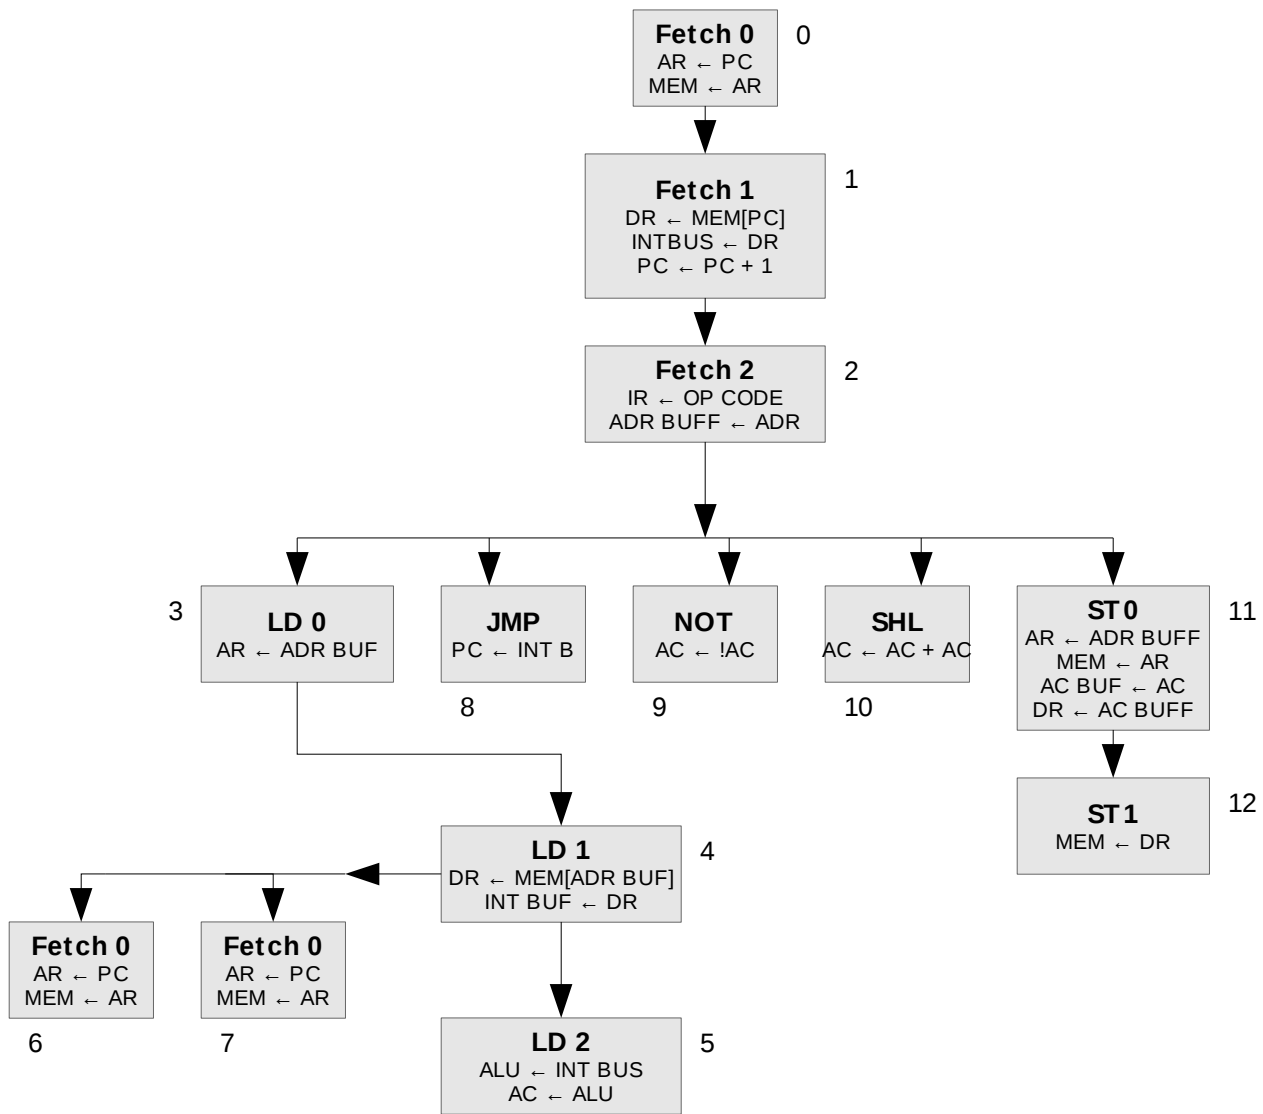 Fetch 0
AR ← PC
MEM ← AR
0
Fetch 1
DR ← MEM[PC]
INTBUS ← DR
PC ← PC + 1
1
Fetch 2
IR ← OP CODE
ADR BUFF ← ADR
2
3
LD 0
AR ← ADR BUF
JMP
PC ← INT B
8
NOT
AC ← !AC
9
SHL
AC ← AC + AC
10
ST0
AR ← ADR BUFF
MEM ← AR
AC BUF ← AC
DR ← AC BUFF
11
ST1
MEM ← DR
12
LD 1
DR ← MEM[ADR BUF]
INT BUF ← DR
4
Fetch 0
AR ← PC
MEM ← AR
6
Fetch 0
AR ← PC
MEM ← AR
7
LD 2
ALU ← INT BUS
AC ← ALU
5